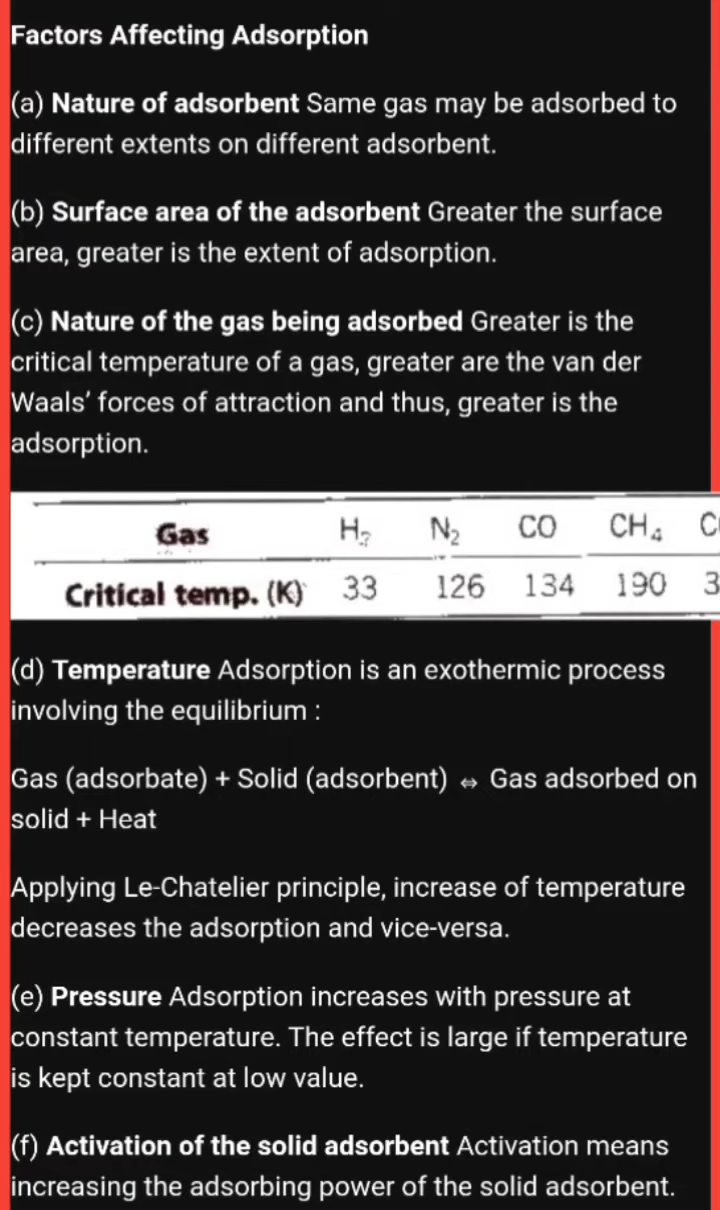 Factors Affecting Adsorption
(a) Nature of adsorbent Same gas may be adsorbed to
different extents on different adsorbent.
(b) Surface area of the adsorbent Greater the surface
area, greater is the extent of adsorption.
(c) Nature of the gas being adsorbed Greater is the
critical temperature of a gas, greater are the van der
Waals’ forces of attraction and thus, greater is the
adsorption.
Gas H₂ N₂ CO CH₄
Critical temp. (K) 33 126 134 190
(d) Temperature Adsorption is an exothermic process
involving the equilibrium :
Gas (adsorbate) + Solid (adsorbent) ⇔ Gas adsorbed on
solid + Heat
Applying Le-Chatelier principle, increase of temperature
decreases the adsorption and vice-versa.
(e) Pressure Adsorption increases with pressure at
constant temperature. The effect is large if temperature
is kept constant at low value.
(f) Activation of the solid adsorbent Activation means
increasing the adsorbing power of the solid adsorbent.